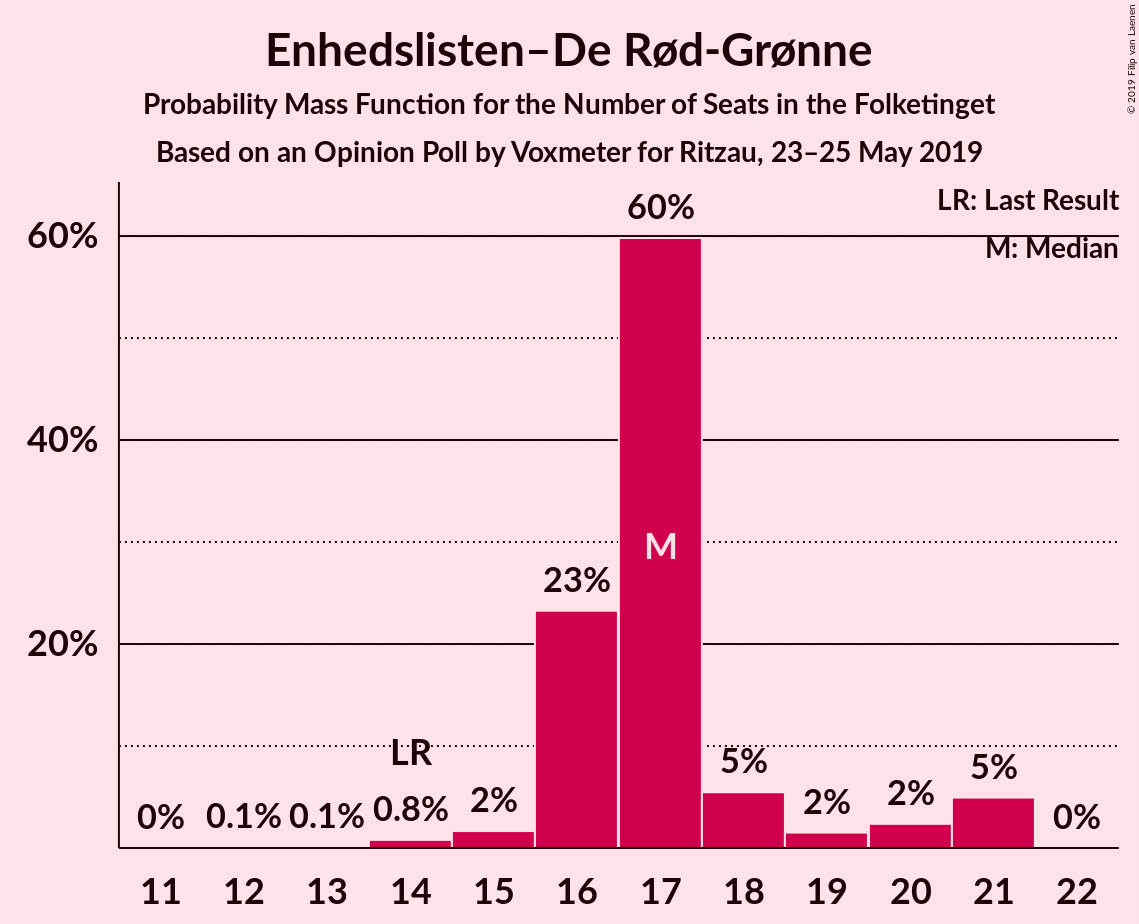 Enhedslisten–De Rød-Grønne
Probability Mass Function for the Number of Seats in the Folketinget
Based on an Opinion Poll by Voxmeter for Ritzau, 23–25 May 2019
© 2019 Filip van Laenen
LR: Last Result
M: Median
60%
40%
20%
0%
0.1%
0.1%
LR
0.8%
2%
23%
60%
M
5%
2%
2%
5%
0%
11 12 13 14 15 16 17 18 19 20 21 22